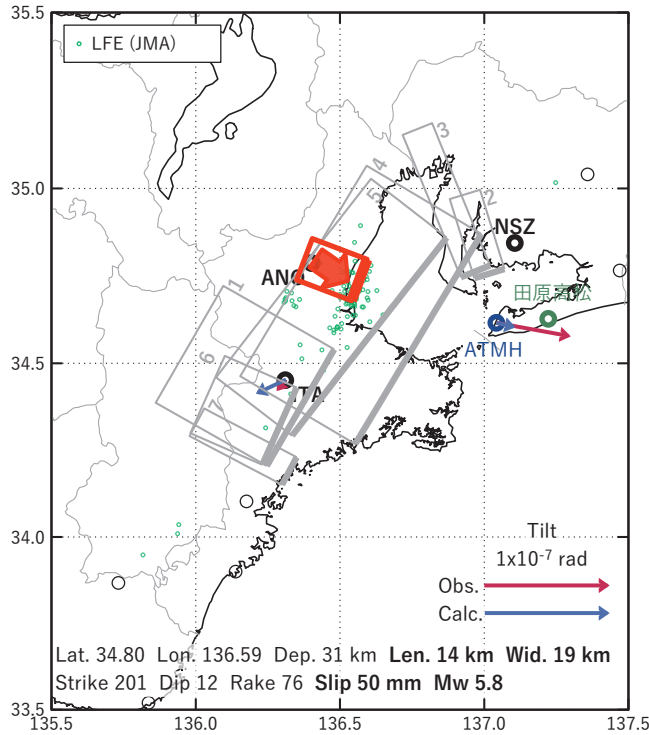 35.5
LFE (JMA)
3
35.0
4
5
2
NSZ
ANO
田原高松
1
ATMH
34.5
6
ITA
7
34.0
Tilt
1x10⁻⁷ rad
Obs.
Calc.
Lat. 34.80 Lon. 136.59 Dep. 31 km Len. 14 km Wid. 19 km
Strike 201 Dip 12 Rake 76 Slip 50 mm Mw 5.8
33.5
135.5 136.0 136.5 137.0 137.5